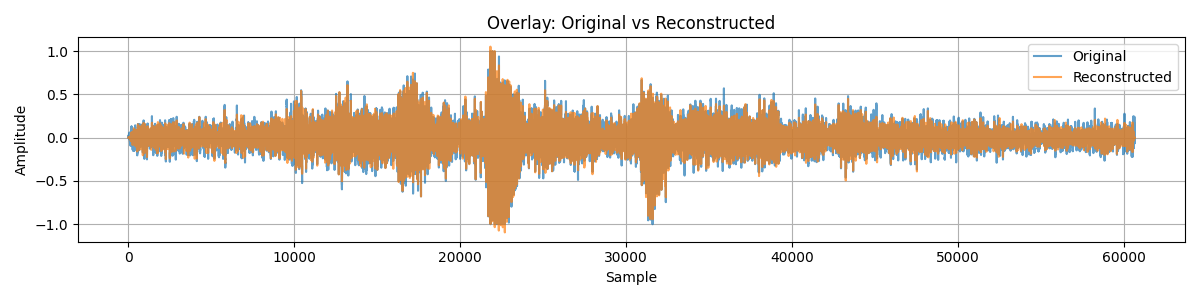 Overlay: Original vs Reconstructed
Original
Reconstructed
Amplitude
1.0
0.5
0.0
−0.5
−1.0
0 10000 20000 30000 40000 50000 60000
Sample